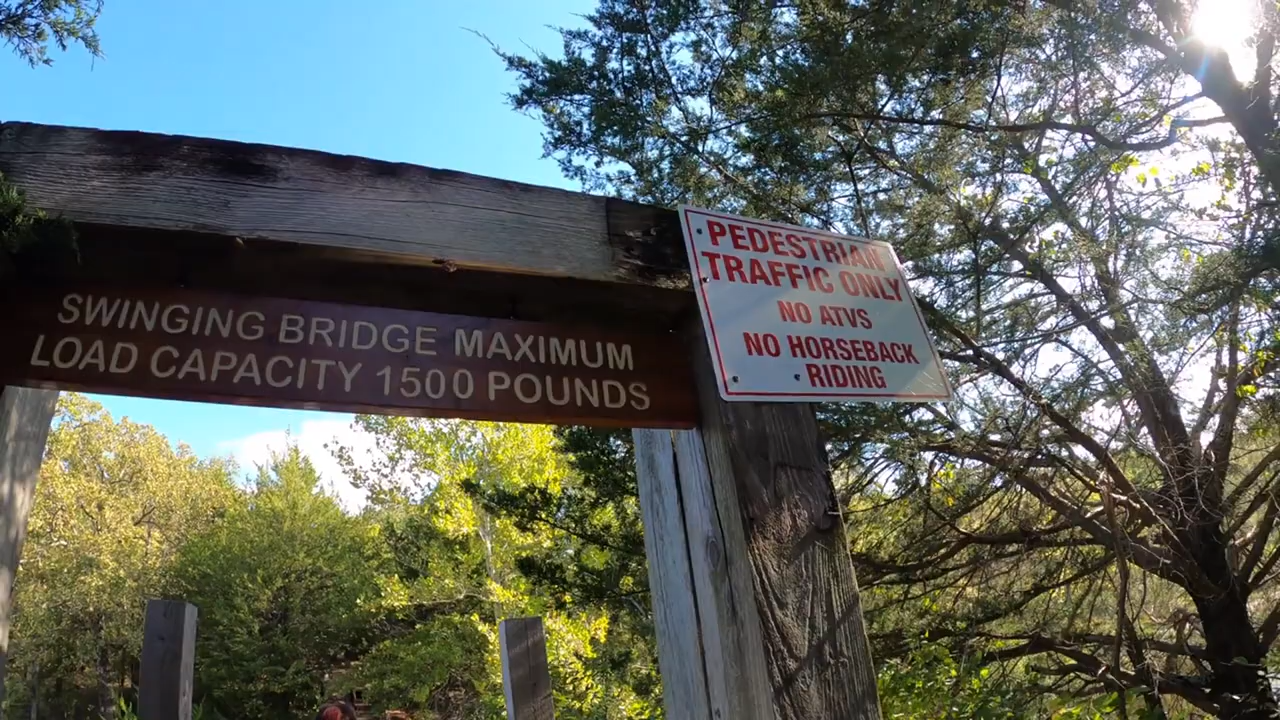 SWINGING BRIDGE MAXIMUM
LOAD CAPACITY 1500 POUNDS
PEDESTRIAN
TRAFFIC ONLY
NO ATVS
NO HORSEBACK
RIDING